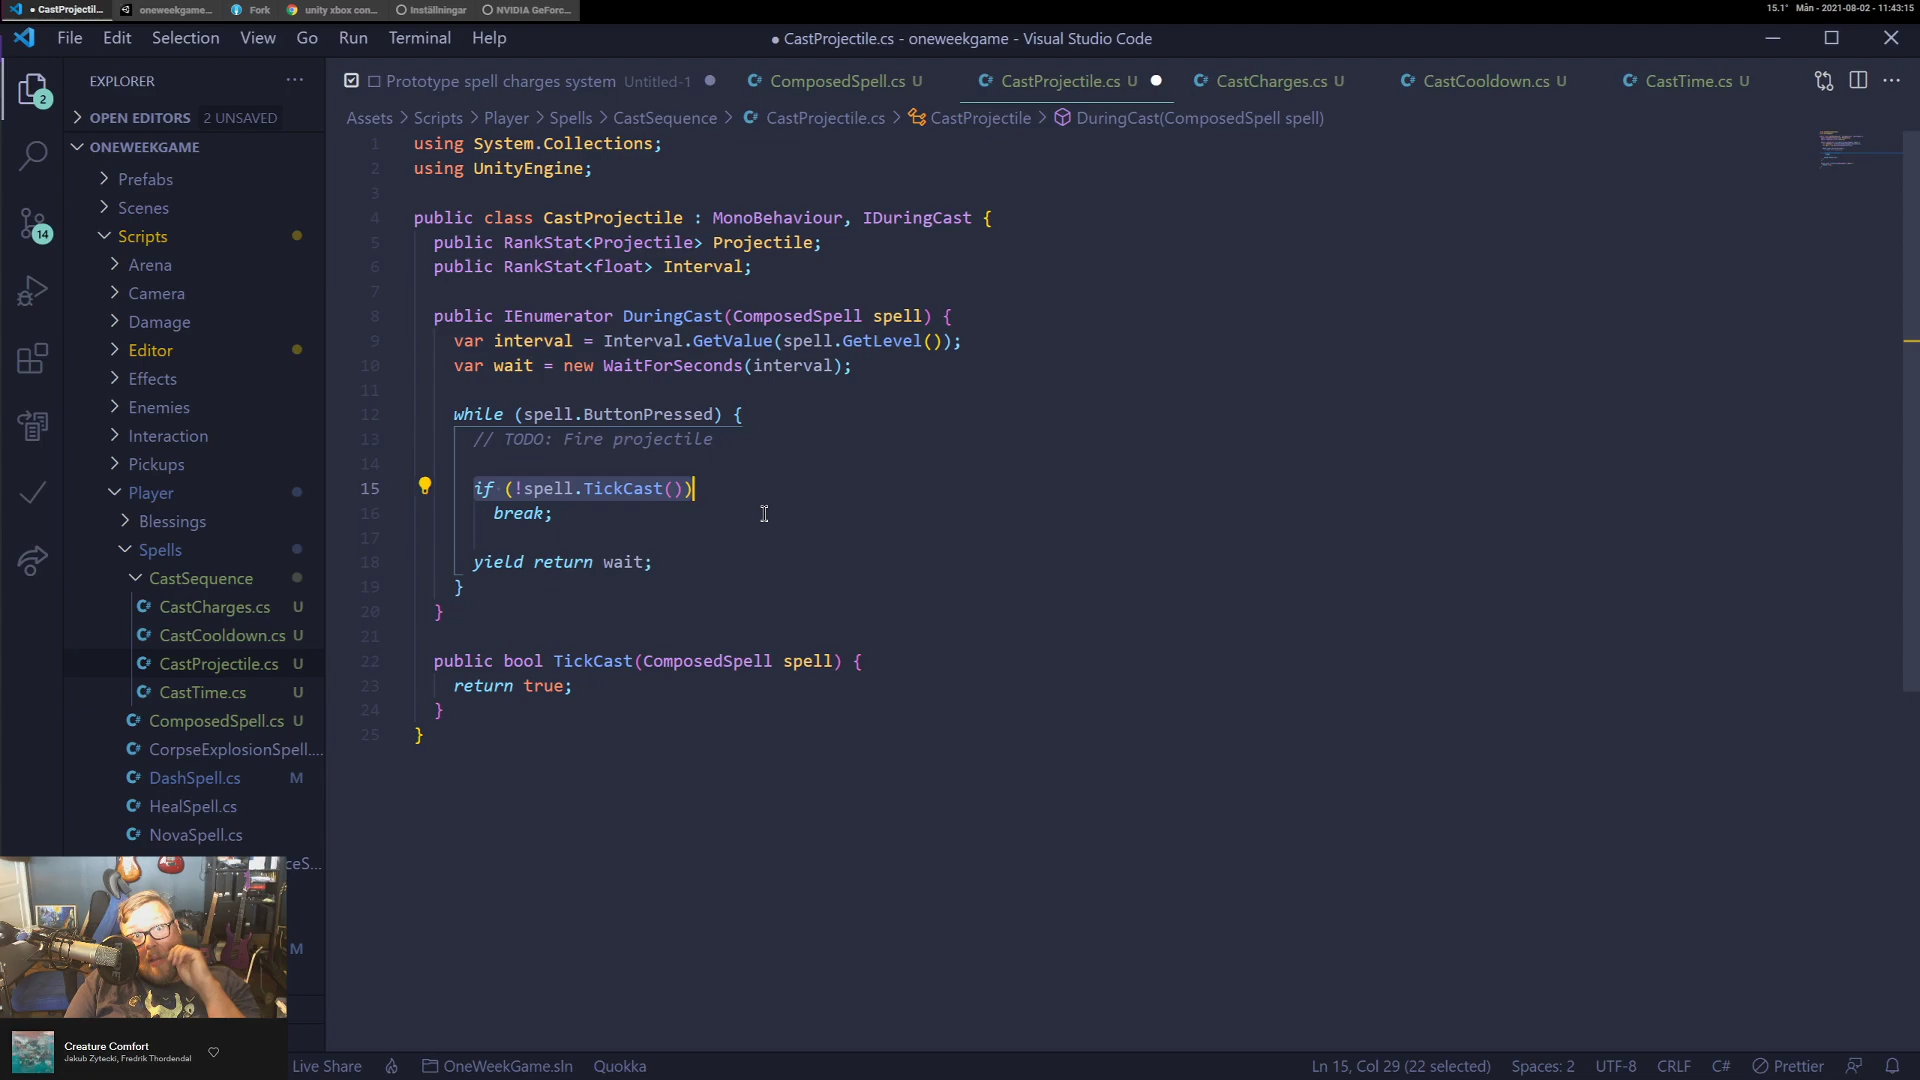 CastProjectil...
oneweekgame...
Fork
unity xbox con...
Inställningar
NVIDIA GeForc...
15.1° Mån - 2021-08-02 - 11:43:15
File Edit Selection View Go Run Terminal Help
● CastProjectile.cs - oneweekgame - Visual Studio Code
EXPLORER
Prototype spell charges system Untitled-1
ComposedSpell.cs U
CastProjectile.cs U
CastCharges.cs U
CastCooldown.cs U
CastTime.cs U
OPEN EDITORS 2 UNSAVED
Assets > Scripts > Player > Spells > CastSequence > CastProjectile.cs > CastProjectile > DuringCast(ComposedSpell spell)
2
14
ONEWEEKGAME
Prefabs
Scenes
Scripts
Arena
Camera
Damage
Editor
Effects
Enemies
Interaction
Pickups
Player
Blessings
Spells
CastSequence
CastCharges.cs U
CastCooldown.cs U
CastProjectile.cs U
CastTime.cs U
ComposedSpell.cs U
CorpseExplosionSpell....
DashSpell.cs M
HealSpell.cs
NovaSpell.cs
ceS...
M
1 using System.Collections;
2 using UnityEngine;
3
4 public class CastProjectile : MonoBehaviour, IDuringCast {
5 public RankStat<Projectile> Projectile;
6 public RankStat<float> Interval;
7
8 public IEnumerator DuringCast(ComposedSpell spell) {
9 var interval = Interval.GetValue(spell.GetLevel());
10 var wait = new WaitForSeconds(interval);
11
12 while (spell.ButtonPressed) {
13 // TODO: Fire projectile
14
15 if (!spell.TickCast())
16 break;
17
18 yield return wait;
19 }
20 }
21
22 public bool TickCast(ComposedSpell spell) {
23 return true;
24 }
25 }
Creature Comfort
Jakub Zytecki, Fredrik Thordendal
Live Share
OneWeekGame.sln
Quokka
Ln 15, Col 29 (22 selected)
Spaces: 2
UTF-8
CRLF
C#
Prettier